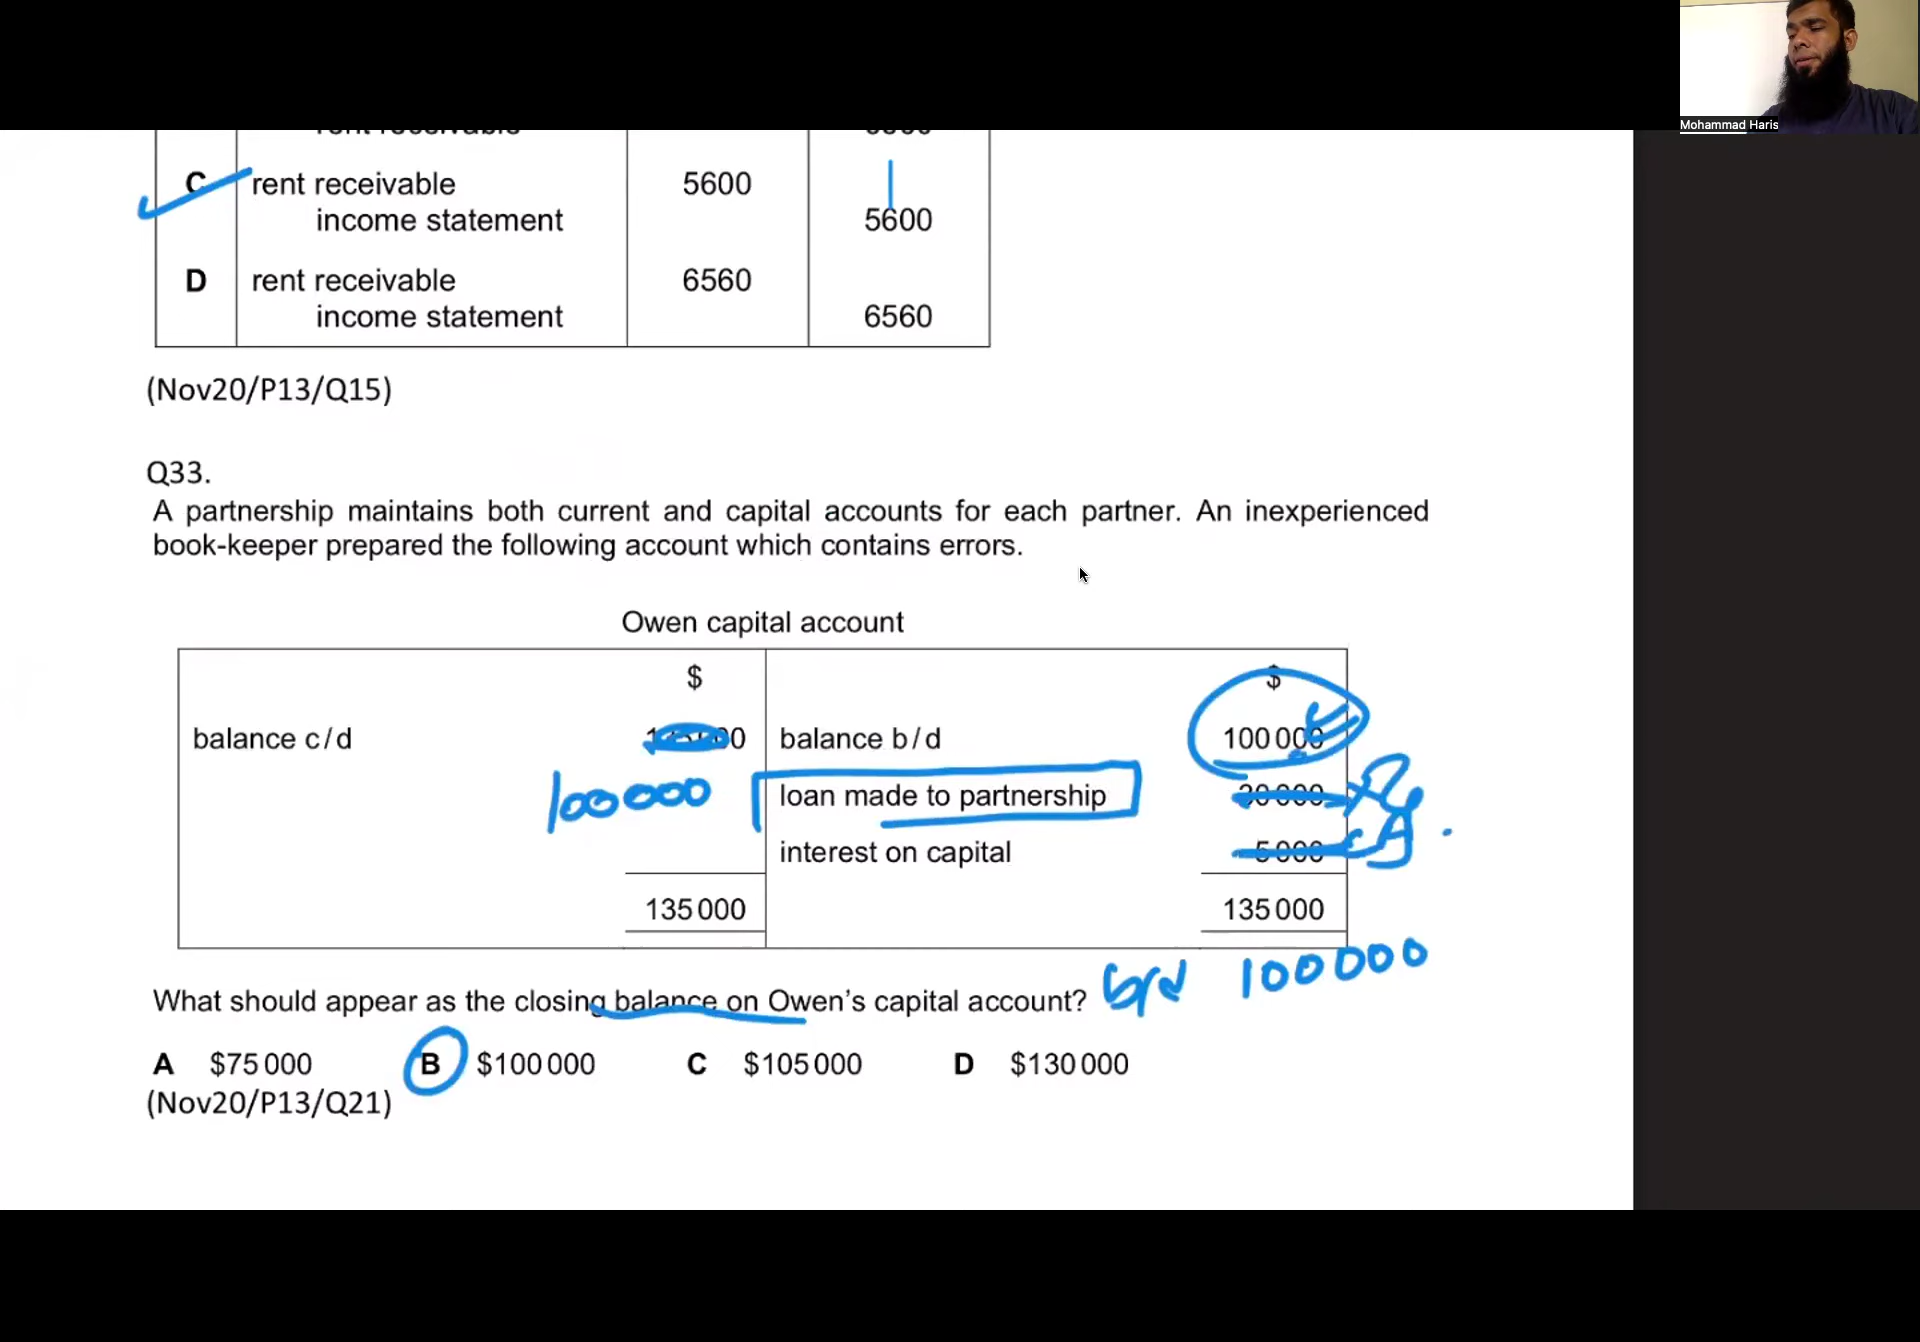 Mohammad Haris
C rent receivable 5600
income statement 5600
D rent receivable 6560
income statement 6560
(Nov20/P13/Q15)
Q33.
A partnership maintains both current and capital accounts for each partner. An inexperienced
book-keeper prepared the following account which contains errors.
Owen capital account
$ $
balance c/d balance b/d 100 000
100000 loan made to partnership 30 000
interest on capital 5 000
135 000 135 000
b/d 100000
What should appear as the closing balance on Owen's capital account?
A $75 000 B $100 000 C $105 000 D $130 000
(Nov20/P13/Q21)